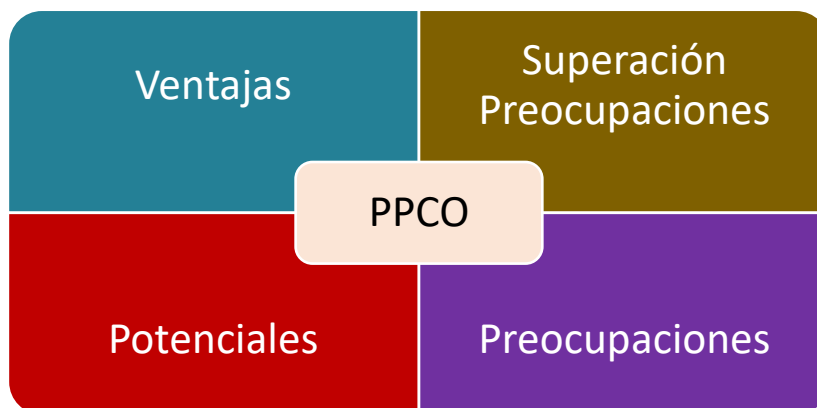 Ventajas
Superación
Preocupaciones
PPCO
Potenciales
Preocupaciones